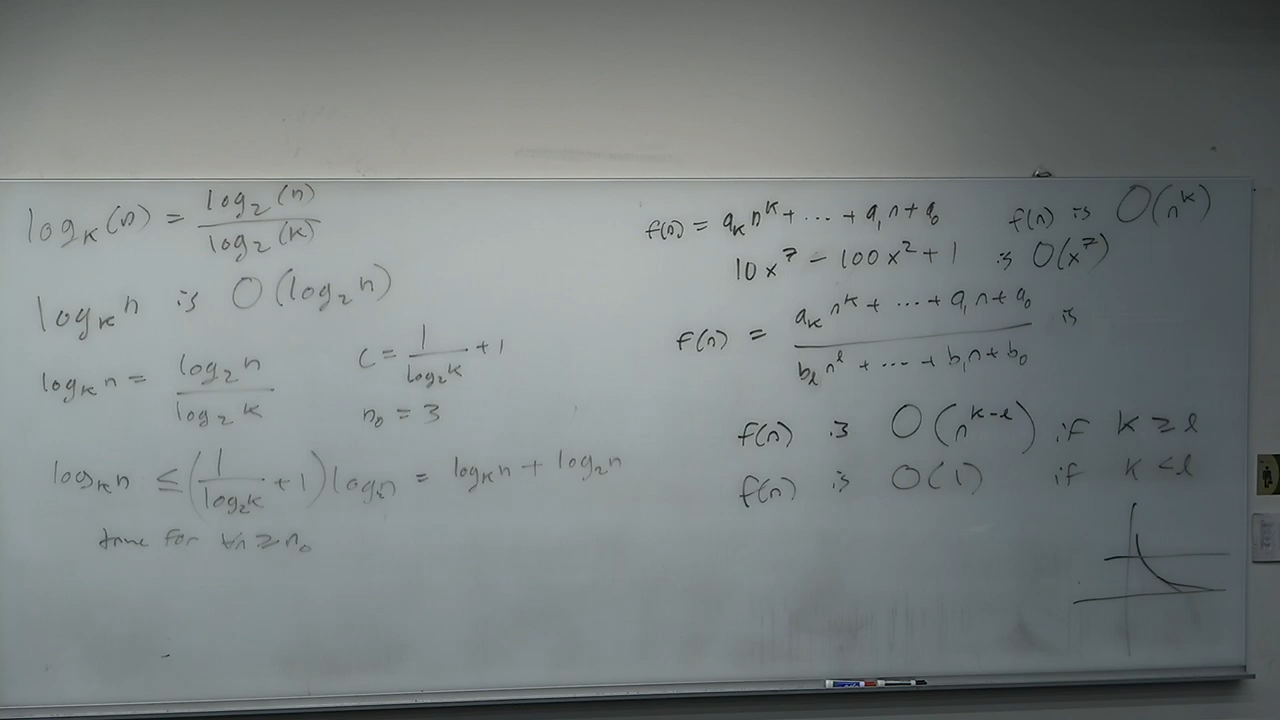 log_k(n) = log_2(n) / log_2(k)
log_k n is O(log_2 n)
log_k n = log_2 n / log_2 k
C = 1 / log_2 k + 1
n_0 = 3
log_k n ≤ (1 / log_2 k + 1) log_2 n = log_k n + log_2 n
true for ∀n ≥ n_0
f(n) = a_k n^k + ... + a_1 n + a_0 f(n) is O(n^k)
10x^7 - 100x^2 + 1 is O(x^7)
f(n) = a_k n^k + ... + a_1 n + a_0 / b_l n^l + ... + b_1 n + b_0 is
f(n) is O(n^{k-l}) if k ≥ l
f(n) is O(1) if k < l